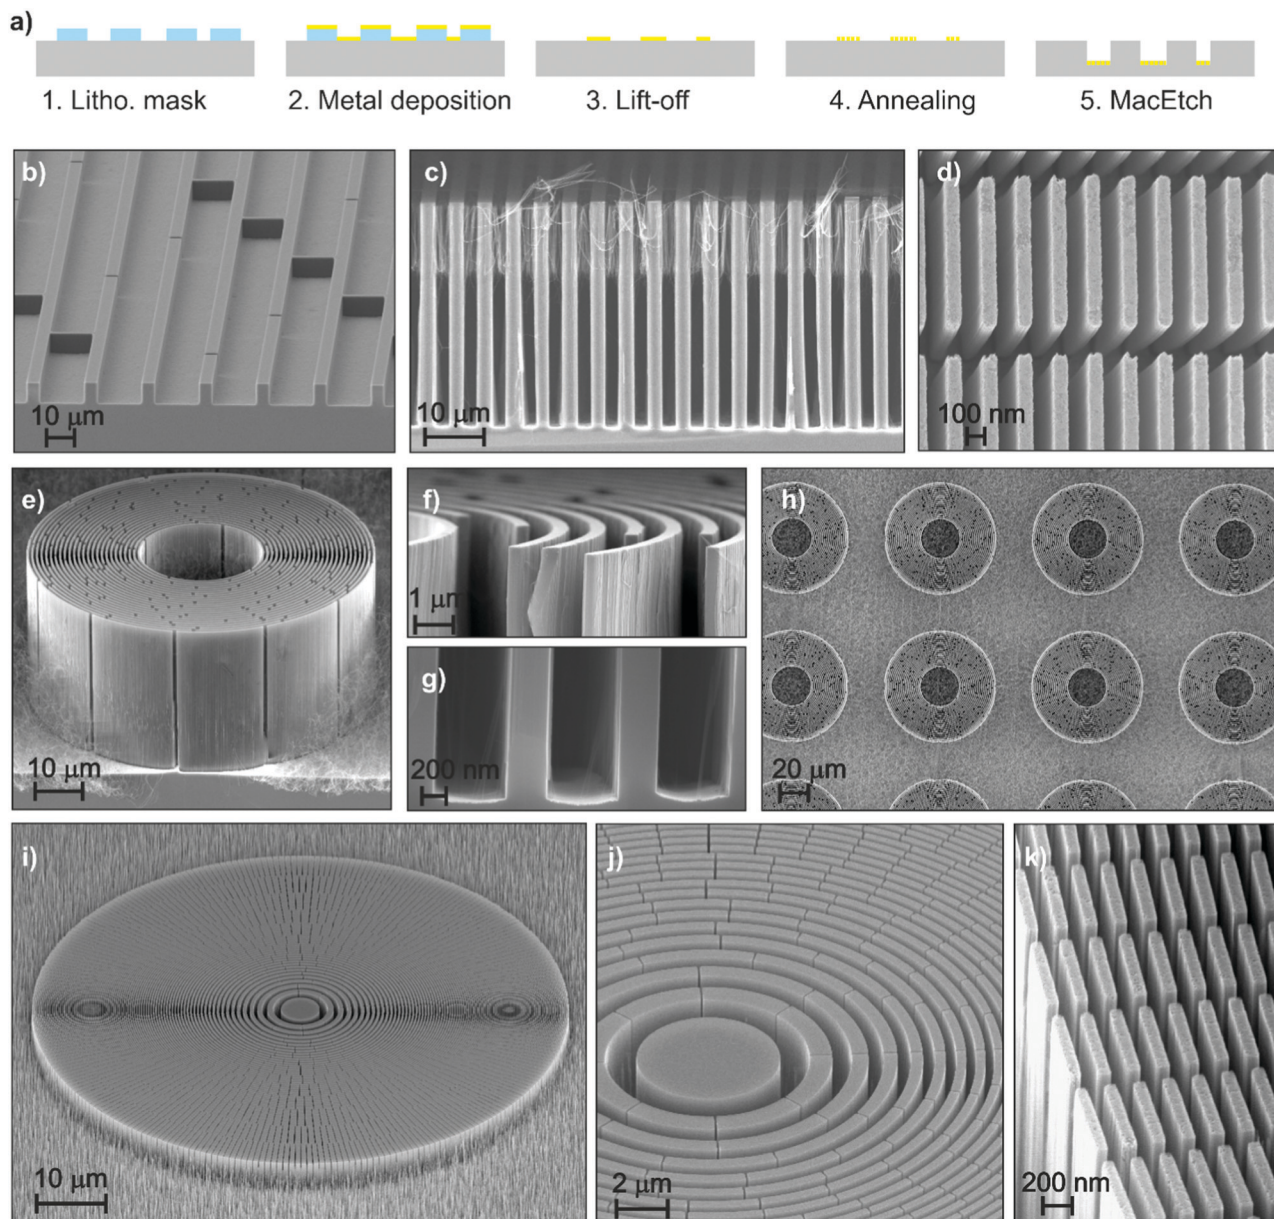 a)
1. Litho. mask
2. Metal deposition
3. Lift-off
4. Annealing
5. MacEtch
b)
10 μm
c)
10 μm
d)
100 nm
e)
10 μm
f)
1 μm
g)
200 nm
h)
20 μm
i)
10 μm
j)
2 μm
k)
200 nm